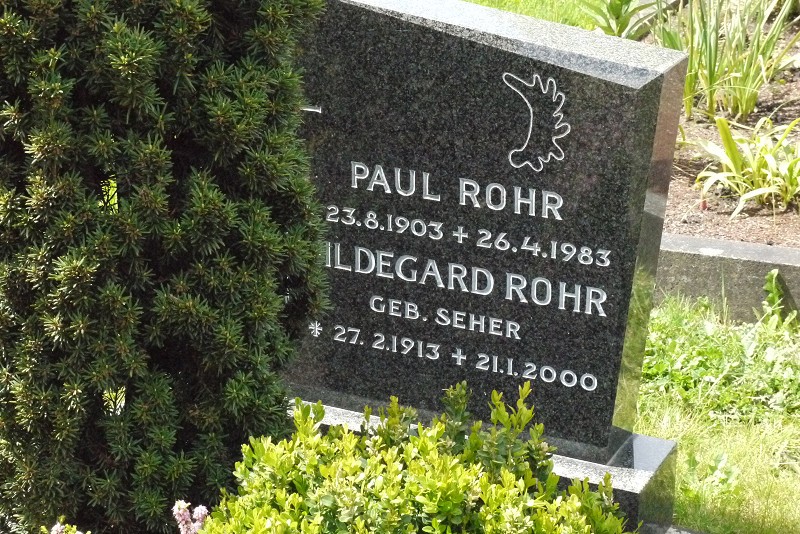 PAUL ROHR
23.8.1903 + 26.4.1983
ILDEGARD ROHR
GEB. SEHER
* 27.2.1913 + 21.1.2000